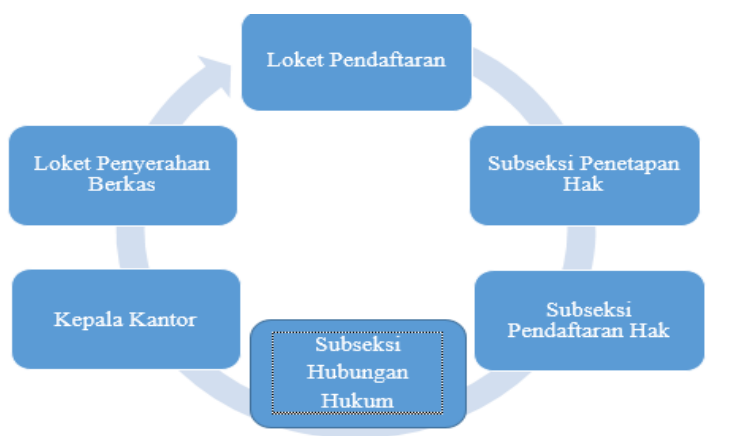 Loket Pendaftaran
Subseksi Penetapan
Hak
Subseksi
Pendaftaran Hak
Subseksi
Hubungan
Hukum
Kepala Kantor
Loket Penyerahan
Berkas